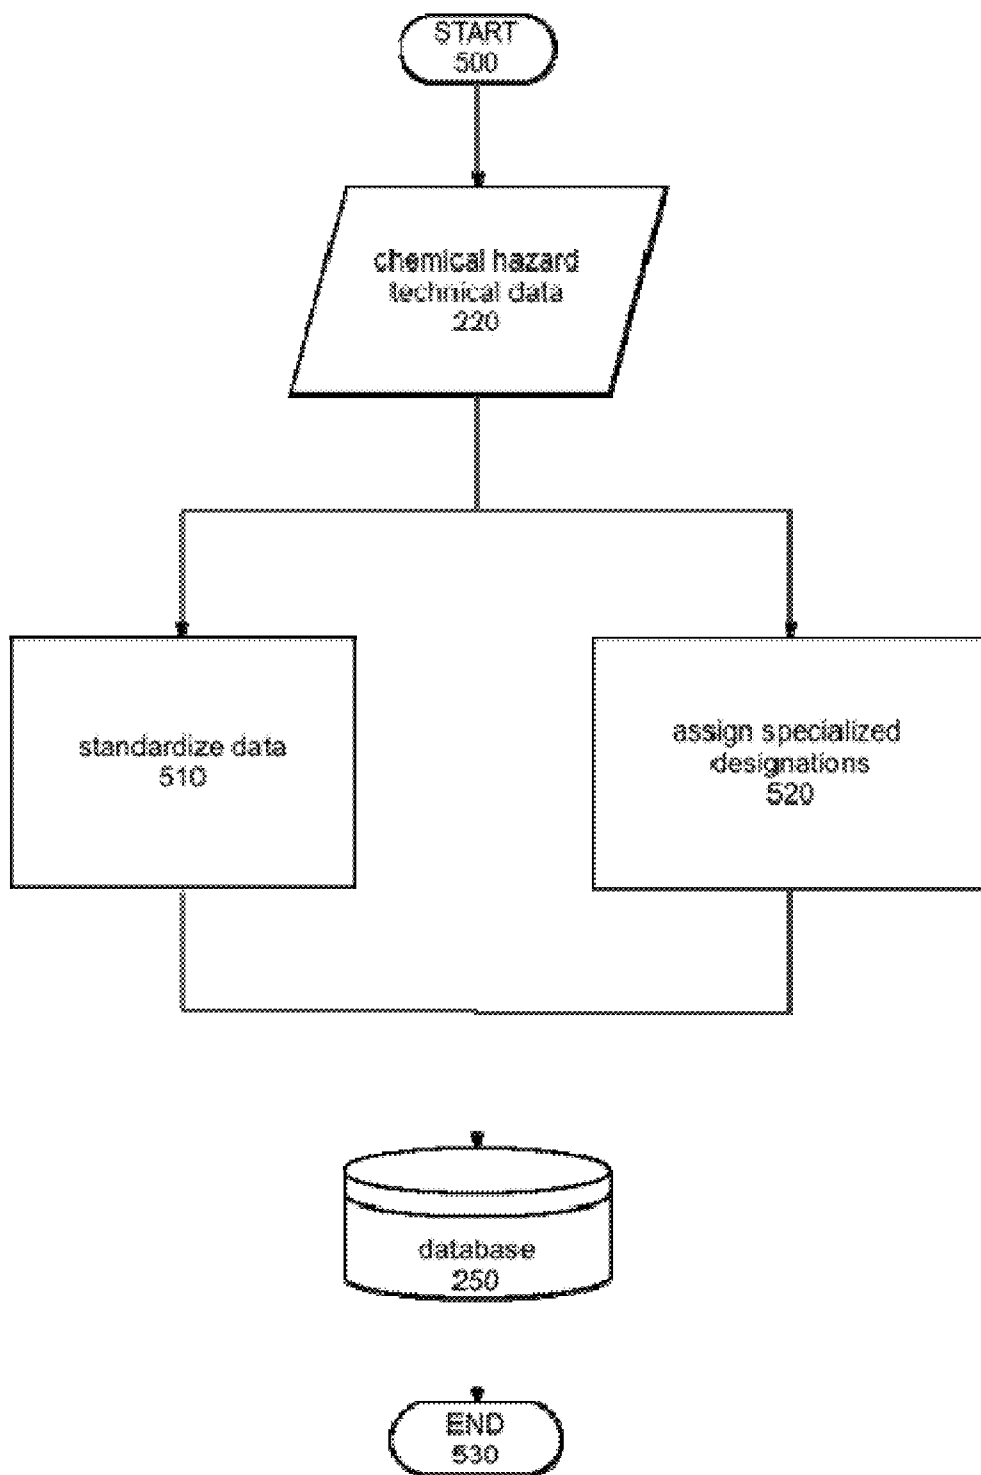 START
500
chemical hazard
technical data
220
standardize data
510
assign specialized
designations
520
database
250
END
530